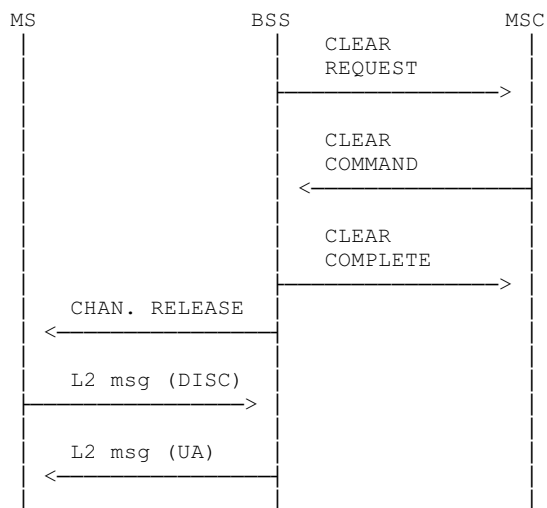 MS BSS MSC
CLEAR
REQUEST
CLEAR
COMMAND
CLEAR
COMPLETE
CHAN. RELEASE
L2 msg (DISC)
L2 msg (UA)